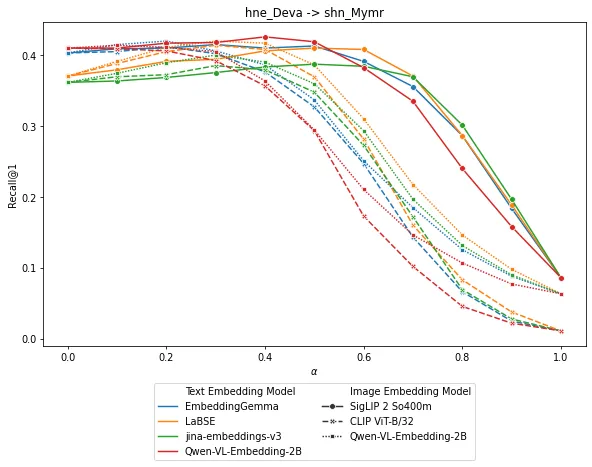 hne_Deva -> shn_Mymr
Recall@1
0.4
0.3
0.2
0.1
0.0
0.0 0.2 0.4 0.6 0.8 1.0
α
Text Embedding Model Image Embedding Model
EmbeddingGemma SigLIP 2 So400m
LaBSE CLIP ViT-B/32
jina-embeddings-v3 Qwen-VL-Embedding-2B
Qwen-VL-Embedding-2B